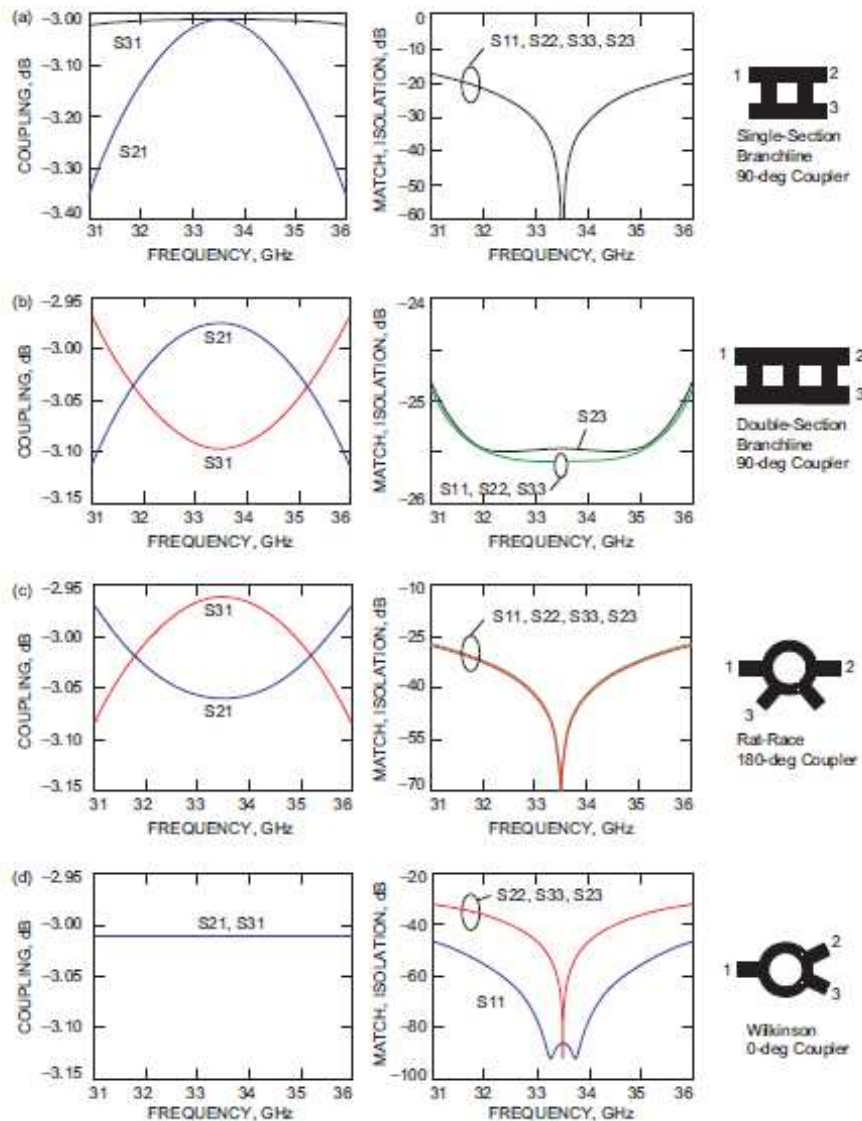 (a)
COUPLING, dB
–3.00
–3.10
–3.20
–3.30
–3.40
S31
S21
31 32 33 34 35 36
FREQUENCY, GHz
MATCH, ISOLATION, dB
0
–10
–20
–30
–40
–50
–60
S11, S22, S33, S23
31 32 33 34 35 36
FREQUENCY, GHz
1 2
3
Single-Section
Branchline
90-deg Coupler
(b)
COUPLING, dB
–2.95
–3.00
–3.05
–3.10
–3.15
S21
S31
31 32 33 34 35 36
FREQUENCY, GHz
MATCH, ISOLATION, dB
–24
–25
–26
S23
S11, S22, S33
31 32 33 34 35 36
FREQUENCY, GHz
1 2
3
Double-Section
Branchline
90-deg Coupler
(c)
COUPLING, dB
–2.95
–3.00
–3.05
–3.10
–3.15
S31
S21
31 32 33 34 35 36
FREQUENCY, GHz
MATCH, ISOLATION, dB
–10
–25
–40
–55
–70
S11, S22, S33, S23
31 32 33 34 35 36
FREQUENCY, GHz
1 2
3
Rat-Race
180-deg Coupler
(d)
COUPLING, dB
–2.95
–3.00
–3.05
–3.10
–3.15
S21, S31
31 32 33 34 35 36
FREQUENCY, GHz
MATCH, ISOLATION, dB
–20
–40
–60
–80
–100
S22, S33, S23
S11
31 32 33 34 35 36
FREQUENCY, GHz
1
2
3
Wilkinson
0-deg Coupler